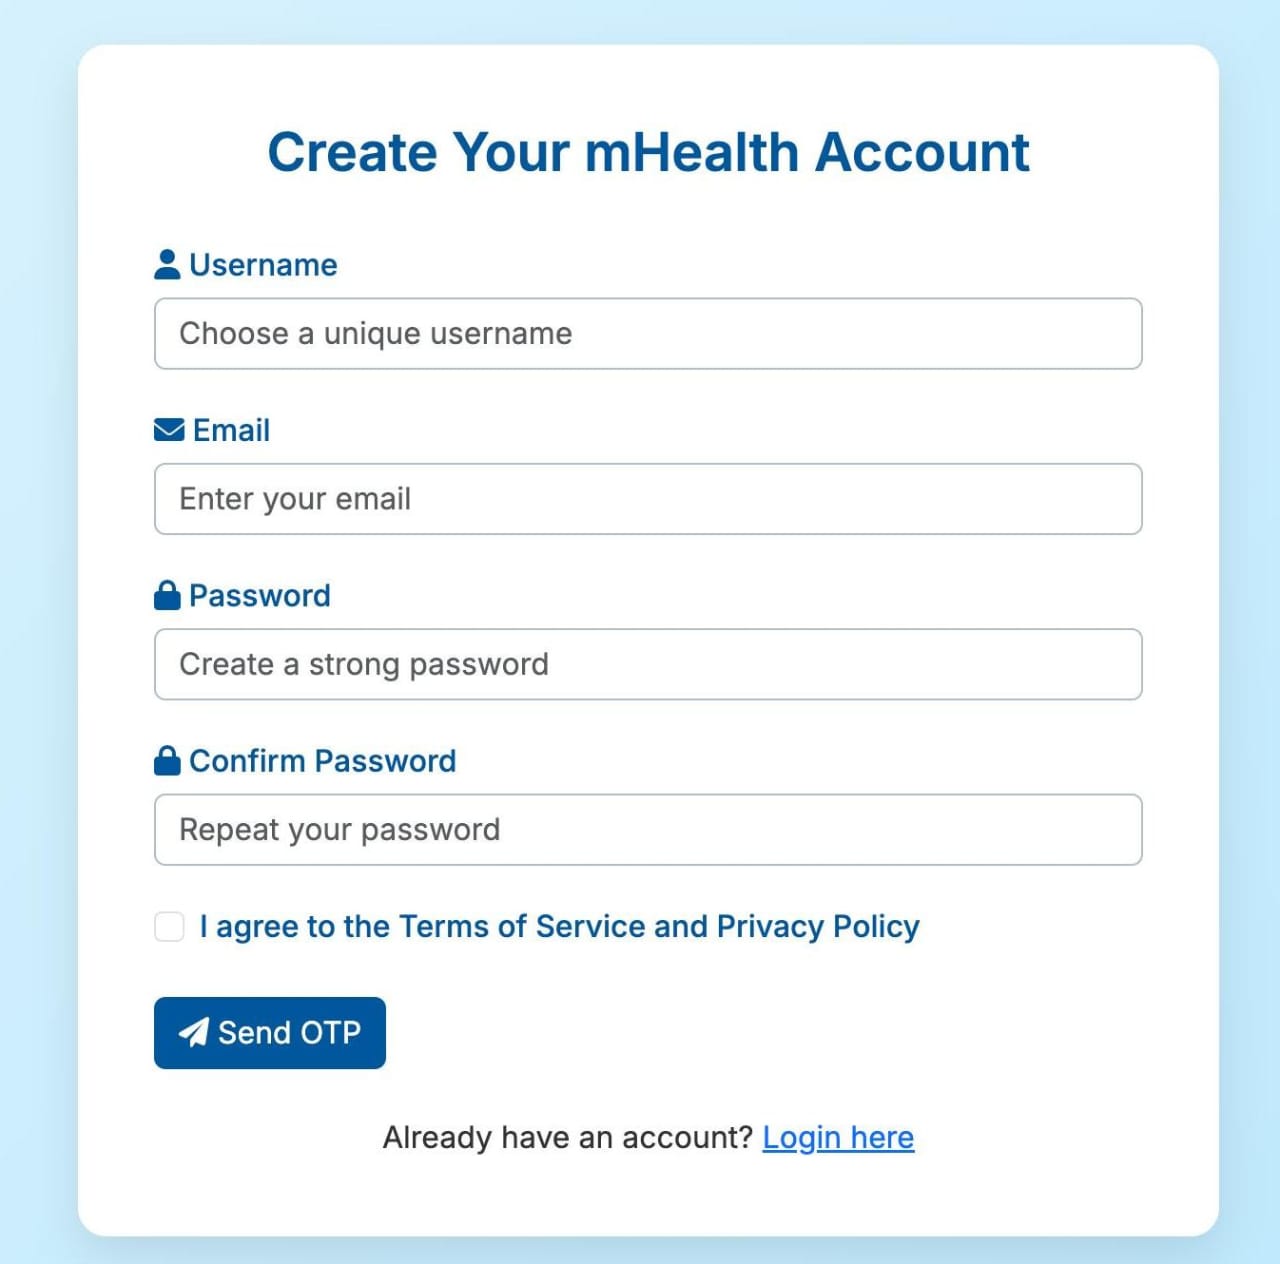 Create Your mHealth Account
Username
Choose a unique username
Email
Enter your email
Password
Create a strong password
Confirm Password
Repeat your password
I agree to the Terms of Service and Privacy Policy
Send OTP
Already have an account? Login here